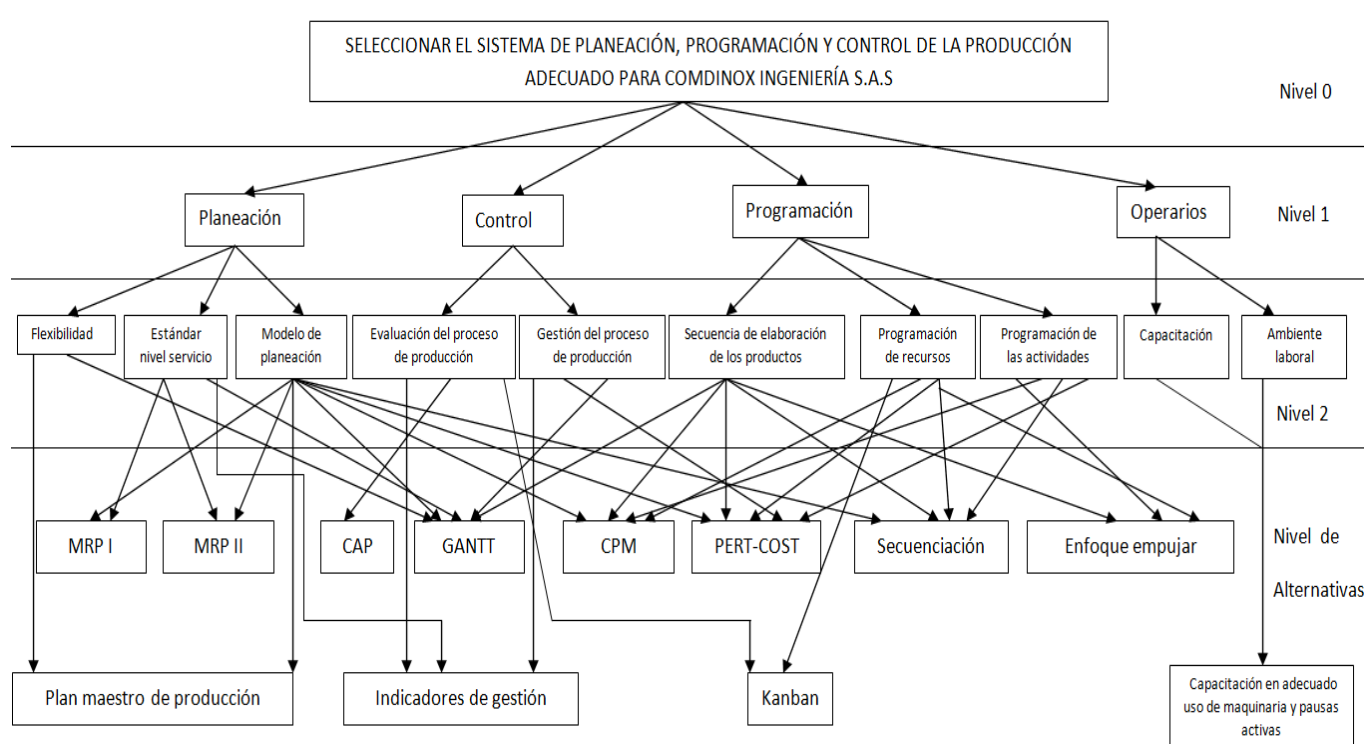 SELECCIONAR EL SISTEMA DE PLANEACIÓN, PROGRAMACIÓN Y CONTROL DE LA PRODUCCIÓN
ADECUADO PARA COMDINOX INGENIERÍA S.A.S
Nivel 0
Planeación
Control
Programación
Operarios
Nivel 1
Flexibilidad
Estándar
nivel servicio
Modelo de
planeación
Evaluación del proceso
de producción
Gestión del proceso
de producción
Secuencia de elaboración
de los productos
Programación
de recursos
Programación de
las actividades
Capacitación
Ambiente
laboral
Nivel 2
MRP I
MRP II
CAP
GANTT
CPM
PERT-COST
Secuenciación
Enfoque empujar
Nivel de
Alternativas
Plan maestro de producción
Indicadores de gestión
Kanban
Capacitación en adecuado
uso de maquinaria y pausas
activas